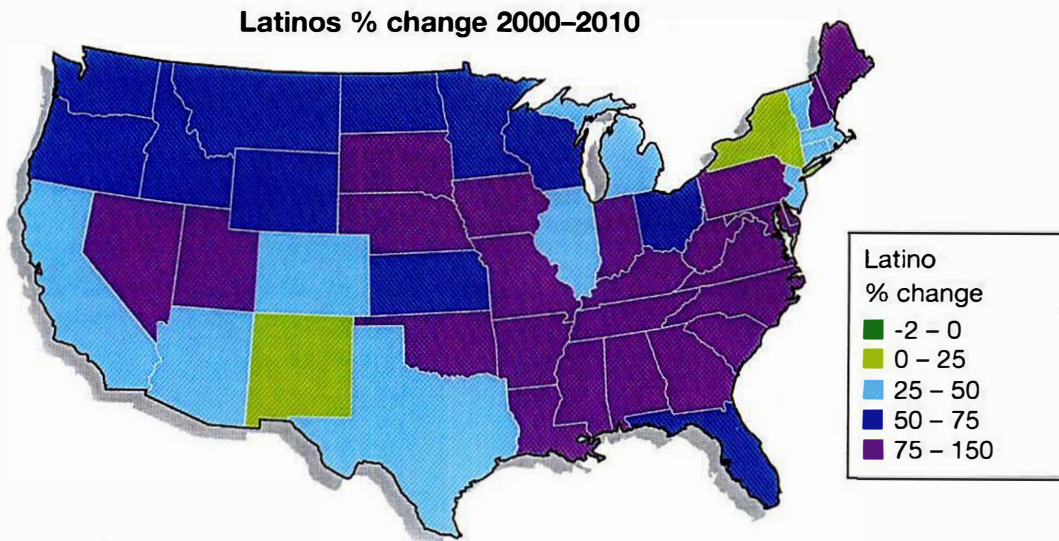 Latinos % change 2000–2010
Latino
% change
-2 – 0
0 – 25
25 – 50
50 – 75
75 – 150